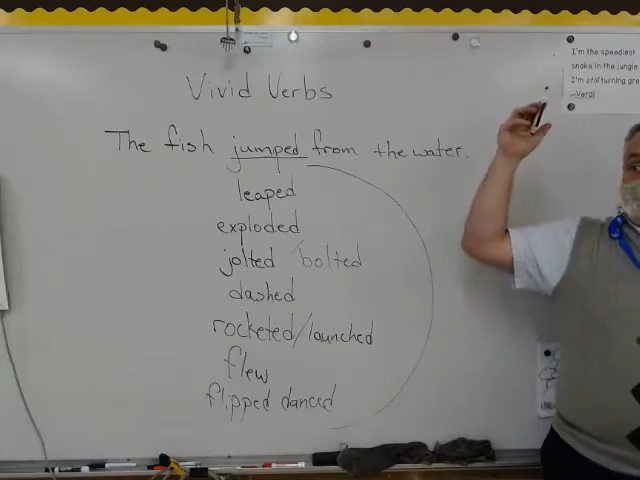 Vivid Verbs
The fish jumped from the water.
leaped
exploded
jolted /bolted
dashed
rocketed/launched
flew
flipped danced
I'm the speediest
snake in the jungle
I'm still turning gre
-Verdi